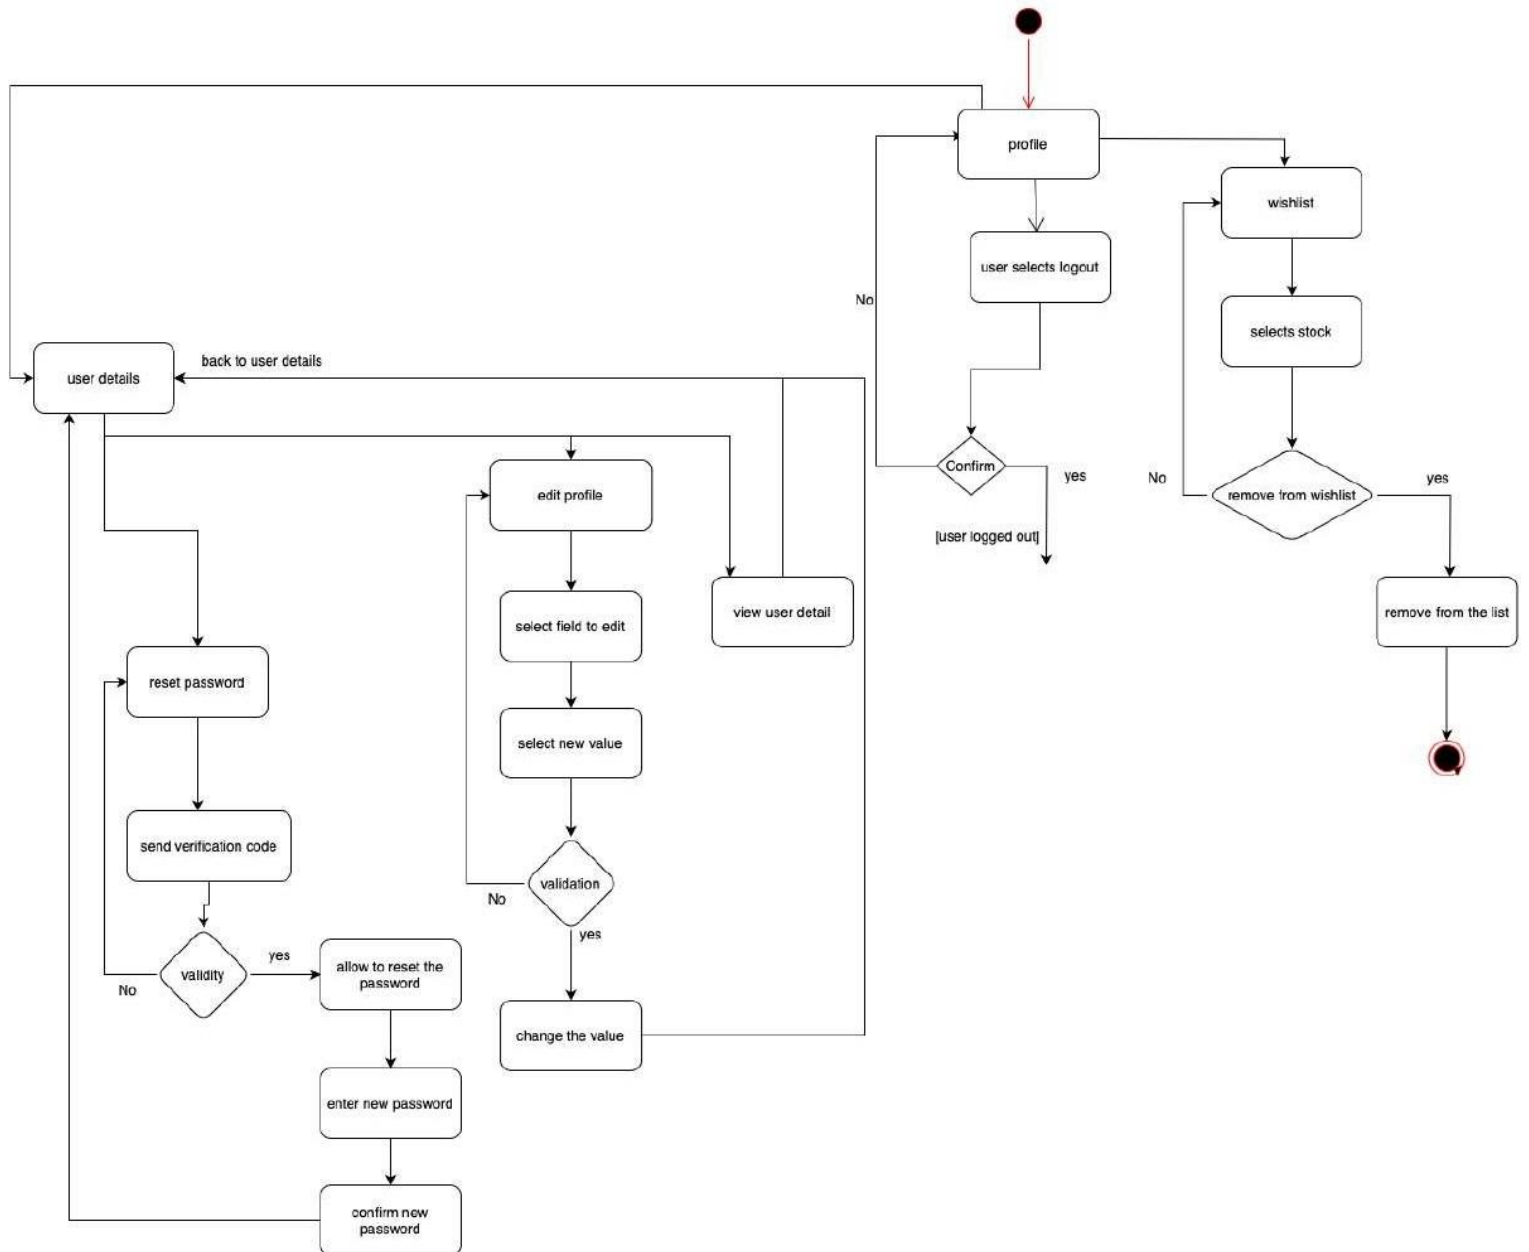 profile
wishlist
user selects logout
No
selects stock
user details
back to user details
Confirm
yes
[user logged out]
No
remove from wishlist
yes
remove from the list
edit profile
select field to edit
view user detail
select new value
validation
No
yes
change the value
reset password
send verification code
validity
No
yes
allow to reset the
password
enter new password
confirm new
password